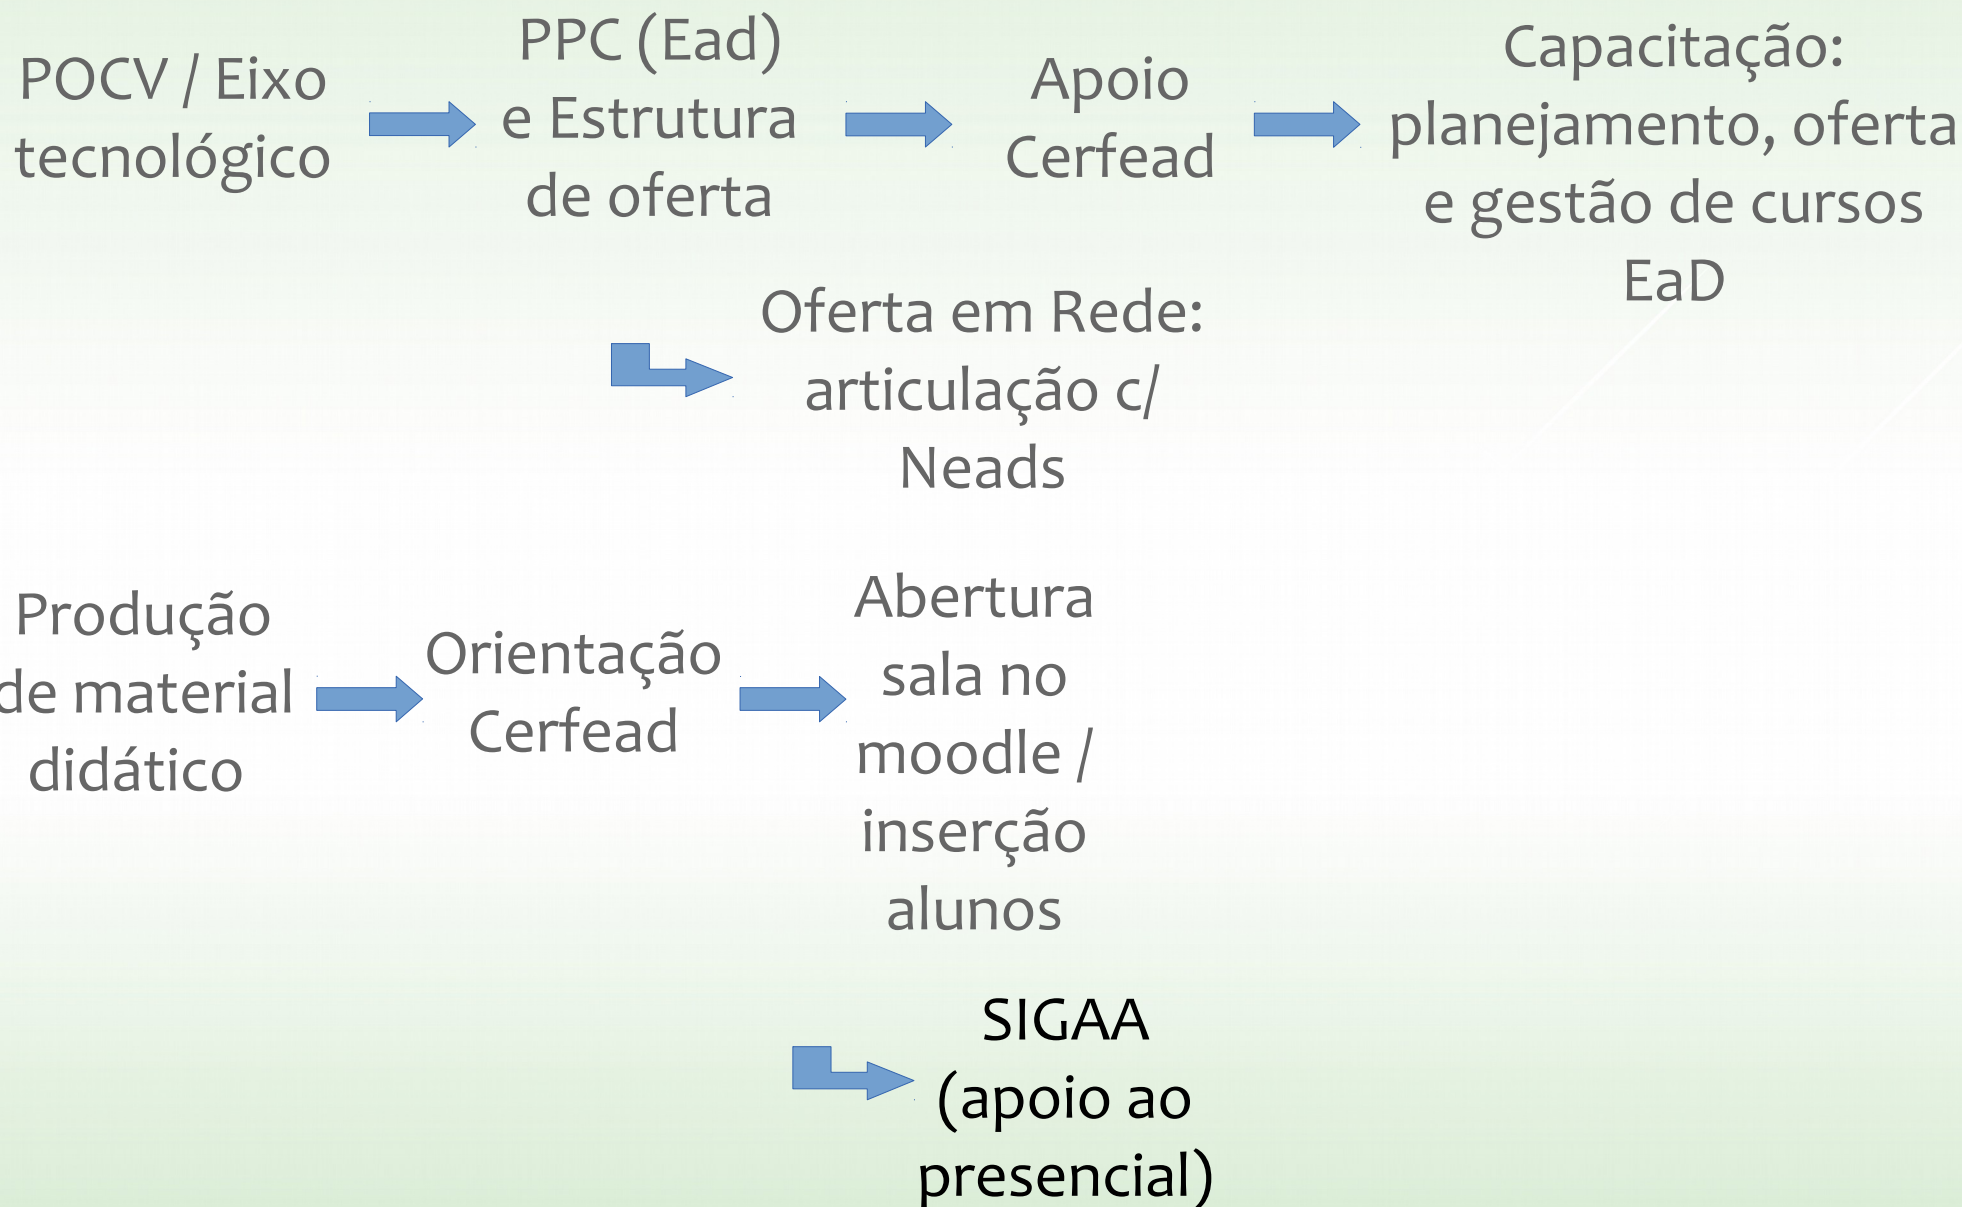 POCV / Eixo
tecnológico
PPC (Ead)
e Estrutura
de oferta
Apoio
Cerfead
Capacitação:
planejamento, oferta
e gestão de cursos
EaD
Oferta em Rede:
articulação c/
Neads
Produção
de material
didático
Orientação
Cerfead
Abertura
sala no
moodle /
inserção
alunos
SIGAA
(apoio ao
presencial)